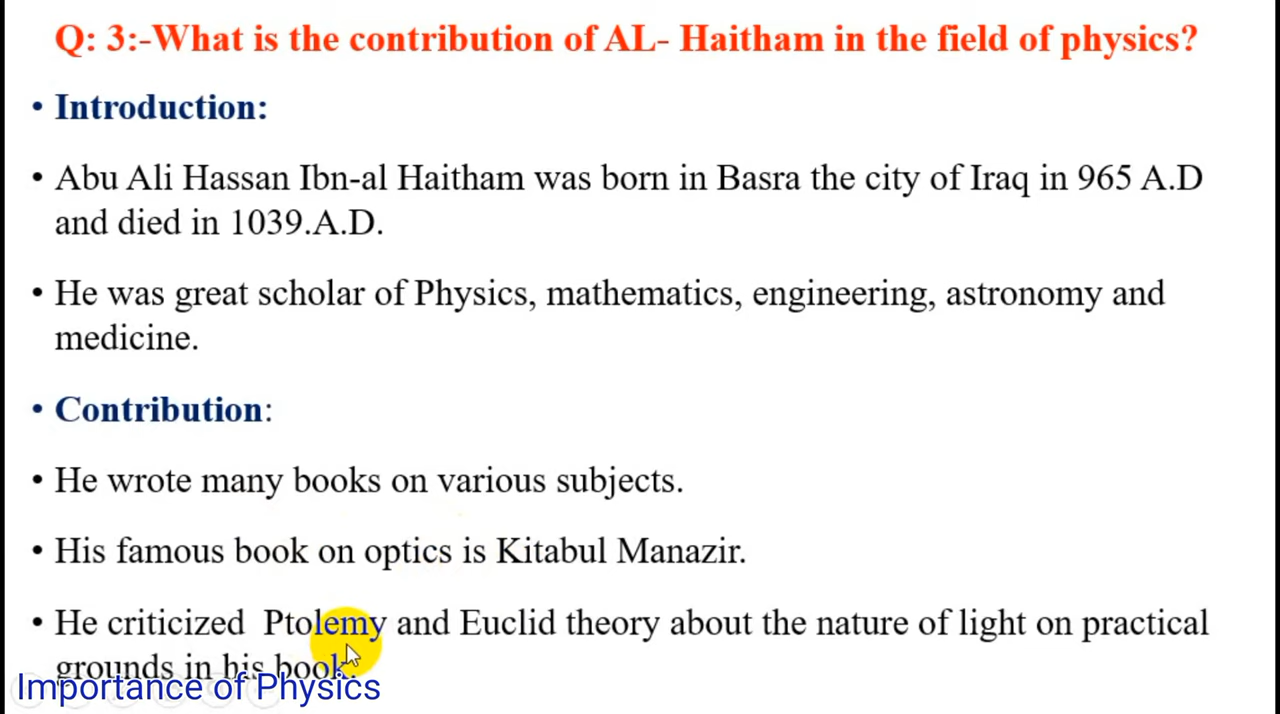 Q: 3:-What is the contribution of AL- Haitham in the field of physics?
• Introduction:
• Abu Ali Hassan Ibn-al Haitham was born in Basra the city of Iraq in 965 A.D
and died in 1039.A.D.
• He was great scholar of Physics, mathematics, engineering, astronomy and
medicine.
• Contribution:
• He wrote many books on various subjects.
• His famous book on optics is Kitabul Manazir.
• He criticized Ptolemy and Euclid theory about the nature of light on practical
grounds in his book.
Importance of Physics